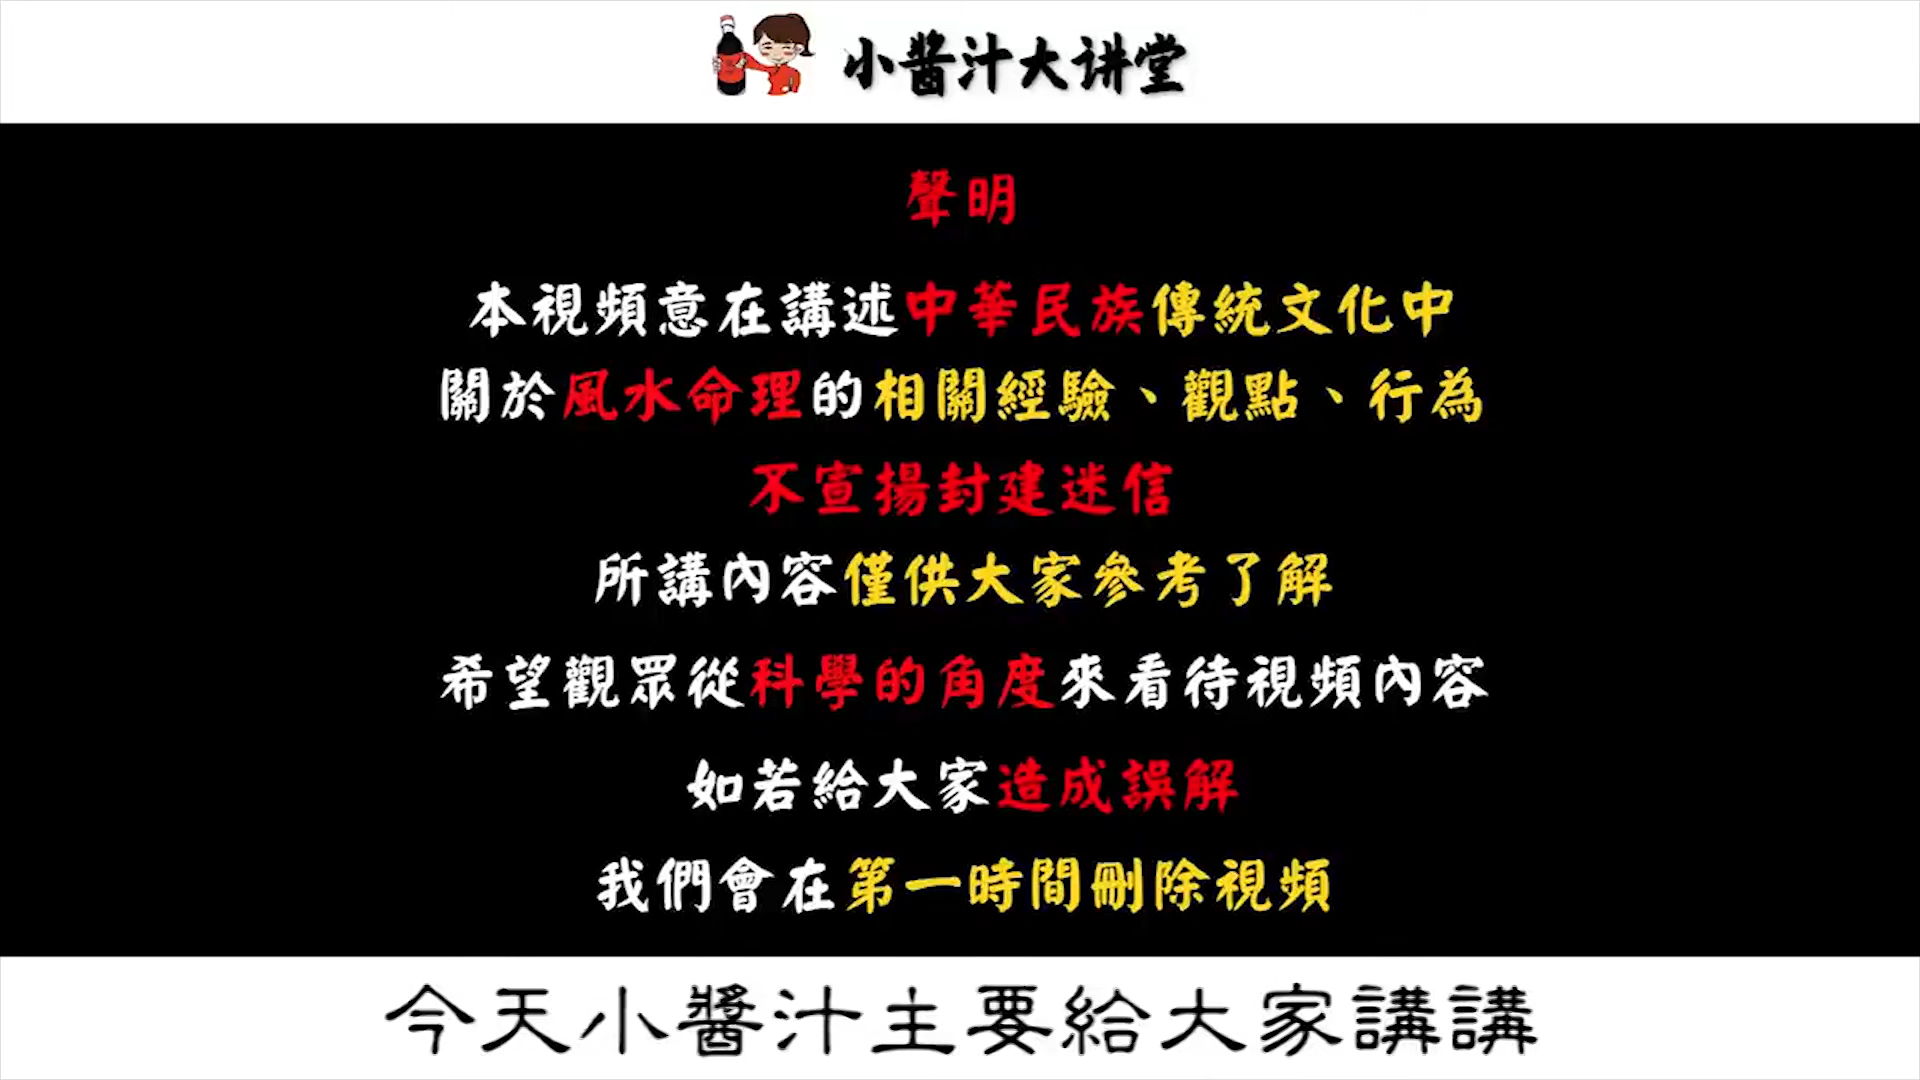 小醬汁大讲堂
聲明
本視頻意在講述中華民族傳統文化中
關於風水命理的相關經驗、觀點、行為
不宣揚封建迷信
所講內容僅供大家參考了解
希望觀眾從科學的角度來看待視頻內容
如若給大家造成誤解
我們會在第一時間刪除視頻
今天小醬汁主要給大家講講